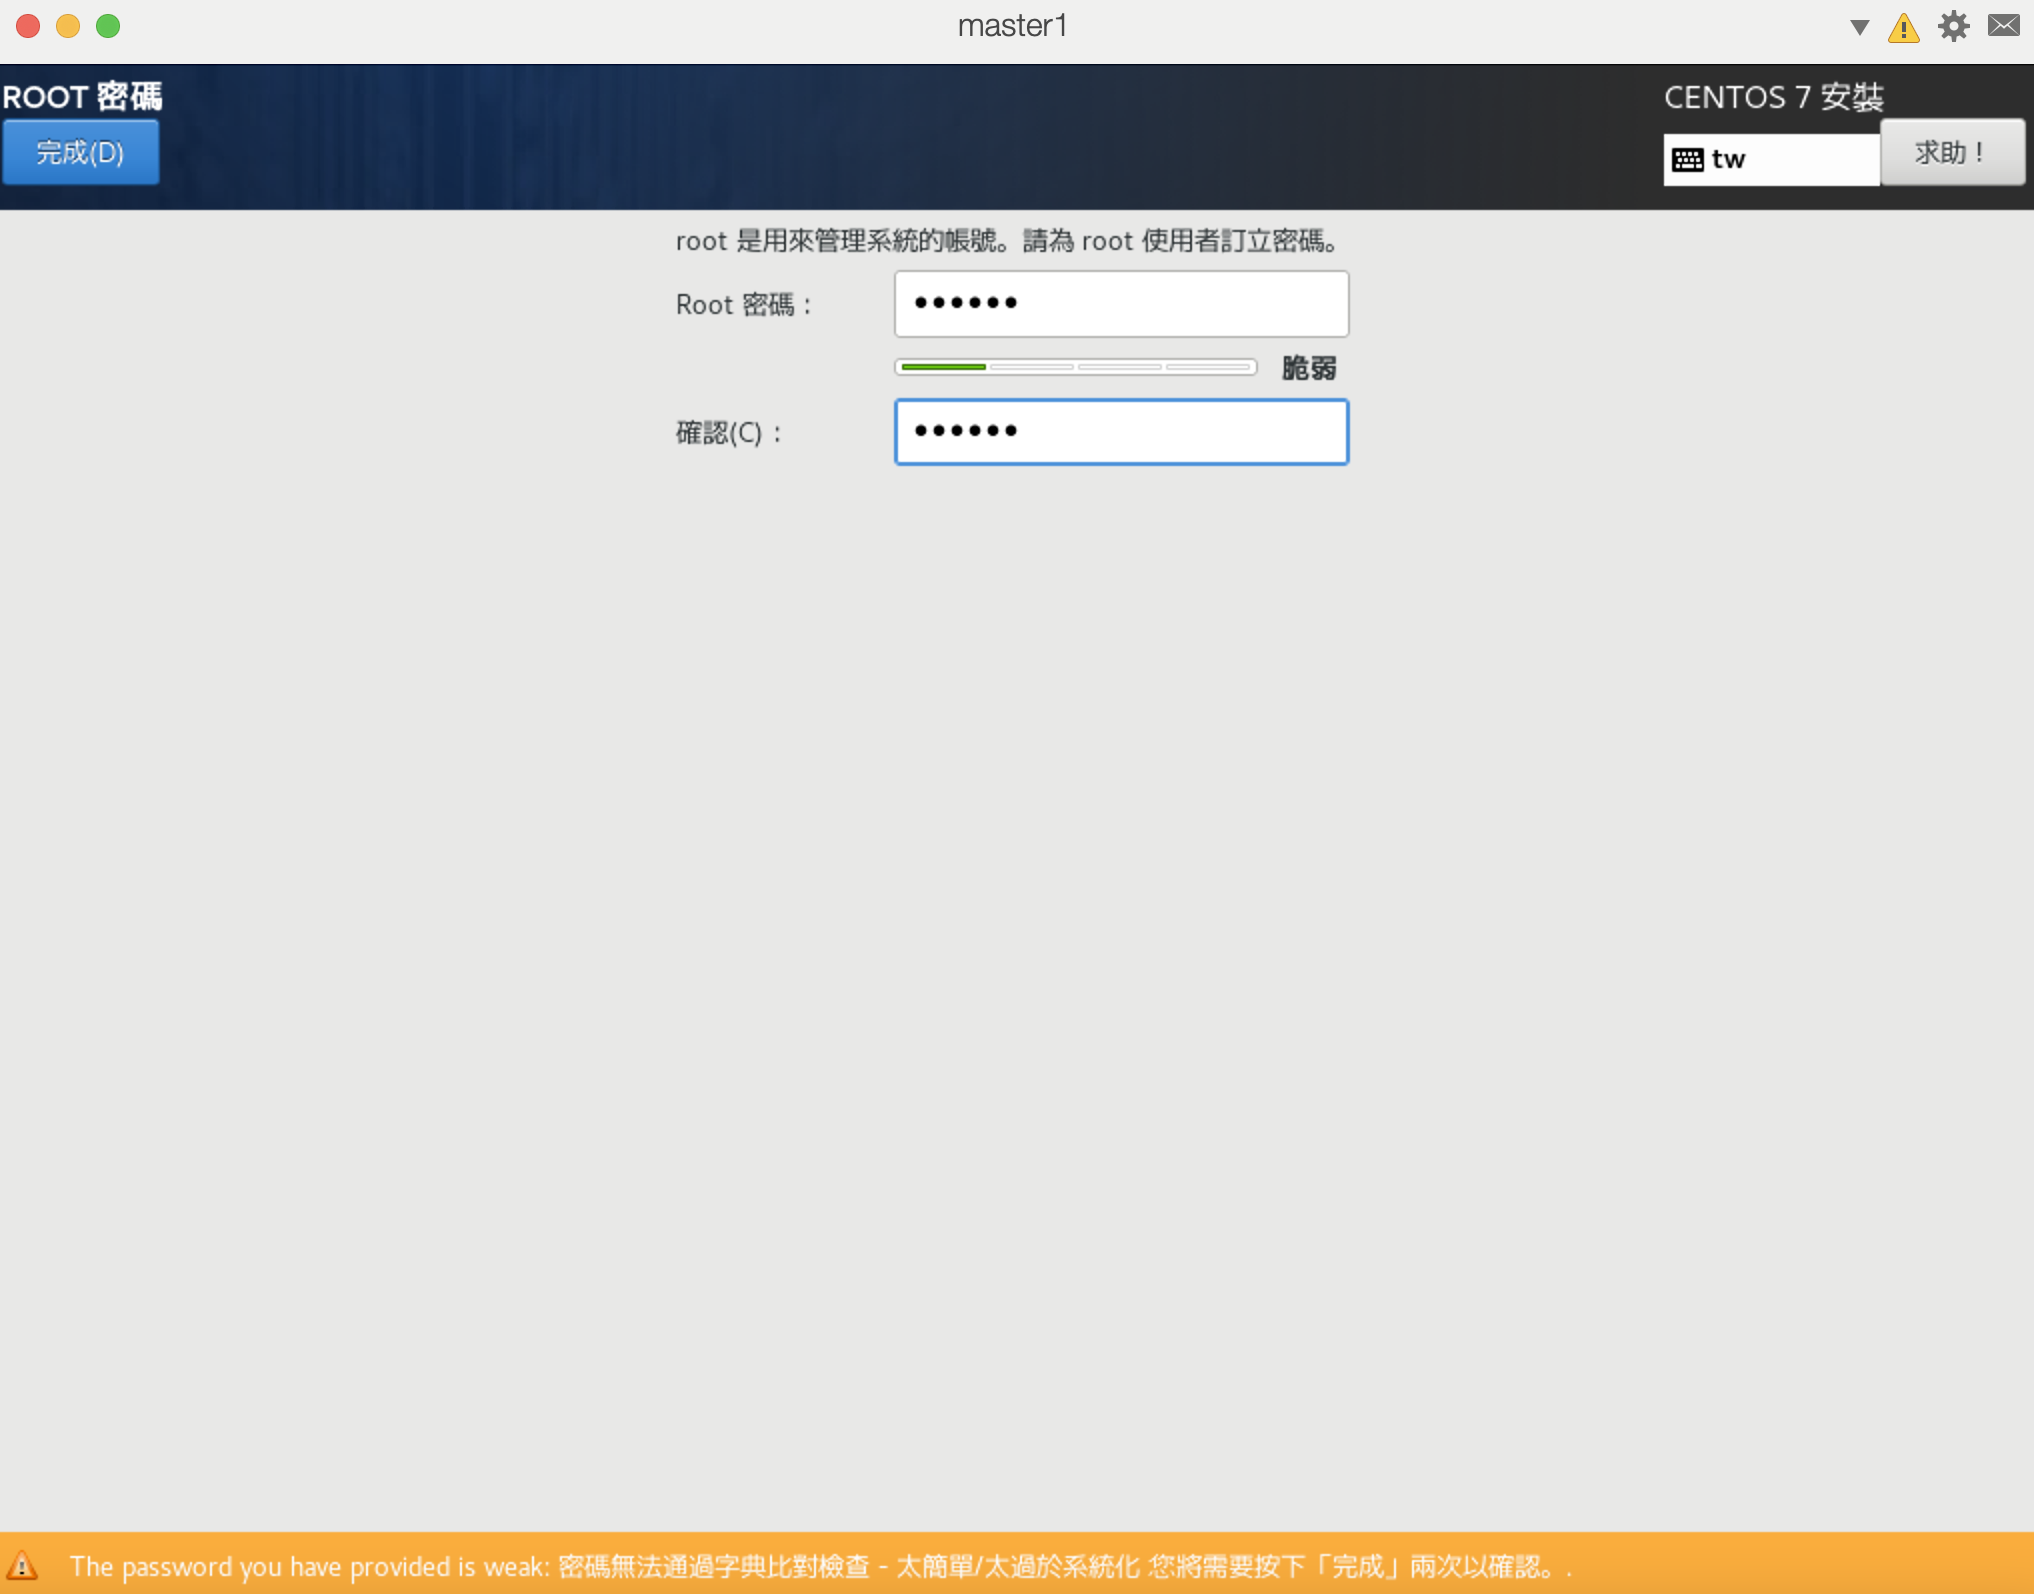 master1
ROOT 密碼
CENTOS 7 安裝
完成(D)
tw
求助！
root 是用來管理系統的帳號。請為 root 使用者訂立密碼。
Root 密碼：
••••••
脆弱
確認(C)：
••••••
The password you have provided is weak: 密碼無法通過字典比對檢查 - 太簡單/太過於系統化 您將需要按下「完成」兩次以確認。.